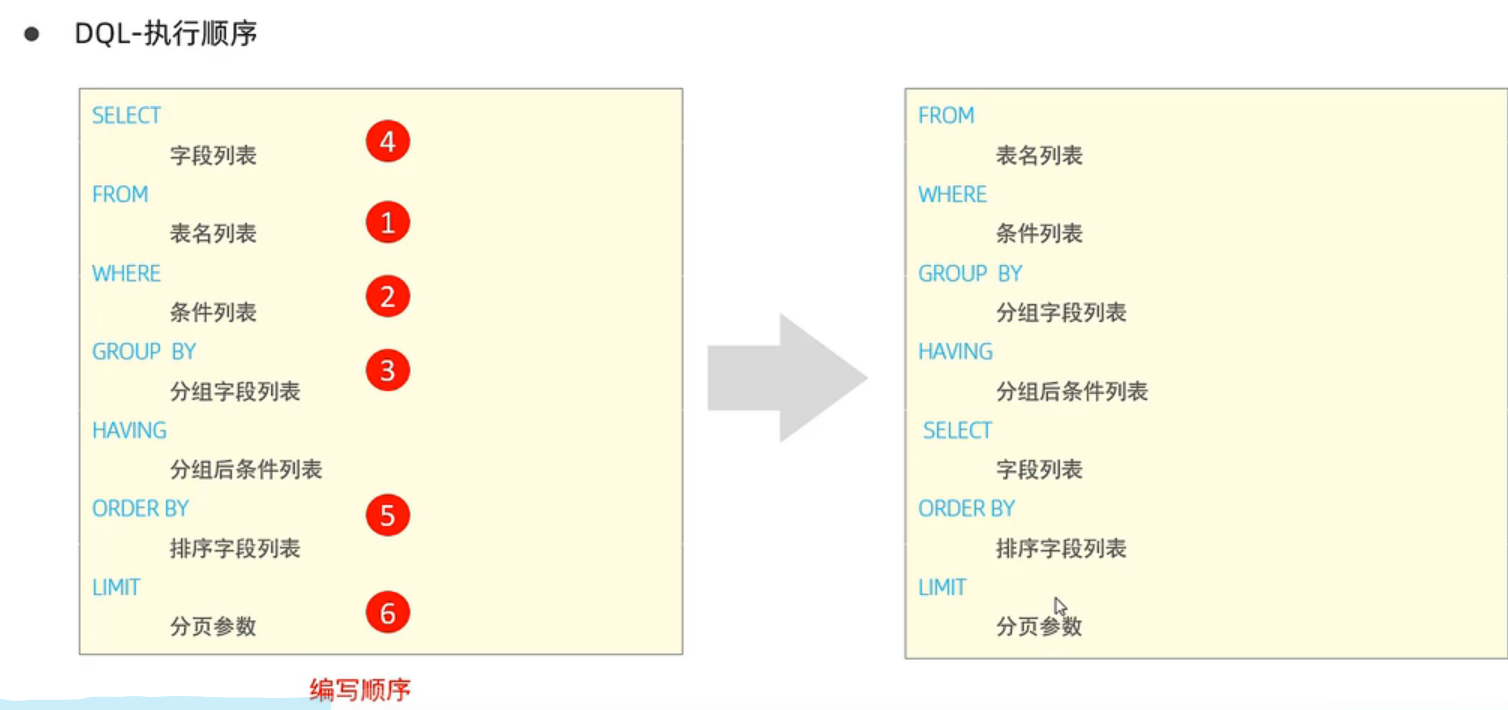 ● DQL-执行顺序
SELECT
4
字段列表
FROM
1
表名列表
WHERE
2
条件列表
GROUP BY
3
分组字段列表
HAVING
分组后条件列表
ORDER BY
5
排序字段列表
LIMIT
6
分页参数
编写顺序
FROM
表名列表
WHERE
条件列表
GROUP BY
分组字段列表
HAVING
分组后条件列表
SELECT
字段列表
ORDER BY
排序字段列表
LIMIT
分页参数